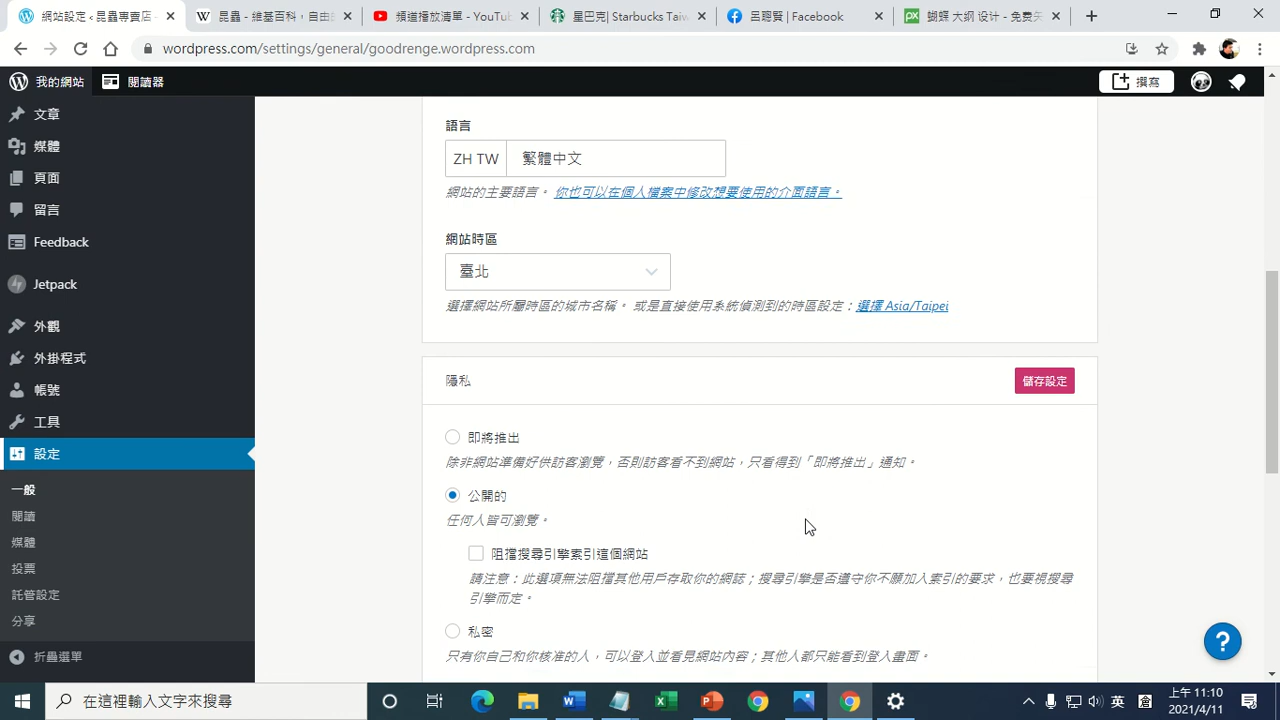 網站設定 ‹ 昆蟲專賣店 -
昆蟲 - 維基百科，自由
頻道播放清單 - YouTub
星巴克| Starbucks Taiw
呂聰賢 | Facebook
蝴蝶 大綱 设计 - 免费矢
wordpress.com/settings/general/goodrenge.wordpress.com
我的網站
閱讀器
撰寫
文章
媒體
頁面
留言
Feedback
Jetpack
外觀
外掛程式
帳號
工具
設定
一般
閱讀
媒體
投票
託管設定
分享
折疊選單
語言
ZH TW 繁體中文
網站的主要語言。 你也可以在個人檔案中修改想要使用的介面語言。
網站時區
臺北
選擇網站所屬時區的城市名稱。 或是直接使用系統偵測到的時區設定：選擇 Asia/Taipei
隱私
儲存設定
即將推出
除非網站準備好供訪客瀏覽，否則訪客看不到網站，只看得到「即將推出」通知。
公開的
任何人皆可瀏覽。
阻擋搜尋引擎索引這個網站
請注意：此選項無法阻擋其他用戶存取你的網誌；搜尋引擎是否遵守你不願加入索引的要求，也要視搜尋
引擎而定。
私密
只有你自己和你核准的人，可以登入並看見網站內容；其他人都只能看到登入畫面。
?
在這裡輸入文字來搜尋
英
上午 11:10
2021/4/11